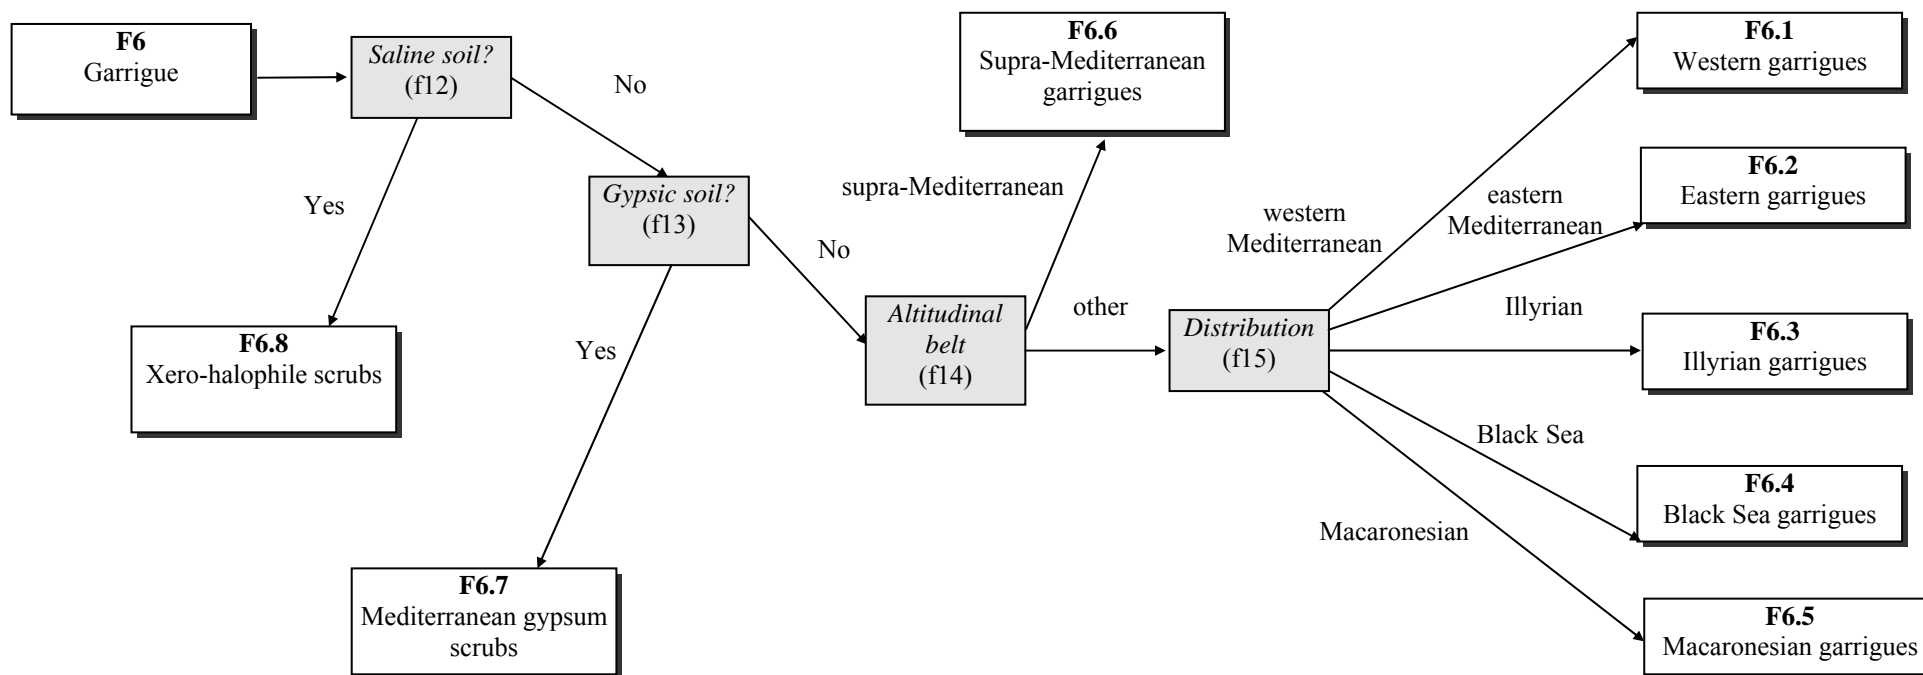 F6
Garrigue
Saline soil?
(f12)
No
Yes
F6.8
Xero-halophile scrubs
Gypsic soil?
(f13)
No
Yes
F6.7
Mediterranean gypsum
scrubs
Altitudinal
belt
(f14)
supra-Mediterranean
F6.6
Supra-Mediterranean
garrigues
other
Distribution
(f15)
western
Mediterranean
F6.1
Western garrigues
eastern
Mediterranean
F6.2
Eastern garrigues
Illyrian
F6.3
Illyrian garrigues
Black Sea
F6.4
Black Sea garrigues
Macaronesian
F6.5
Macaronesian garrigues